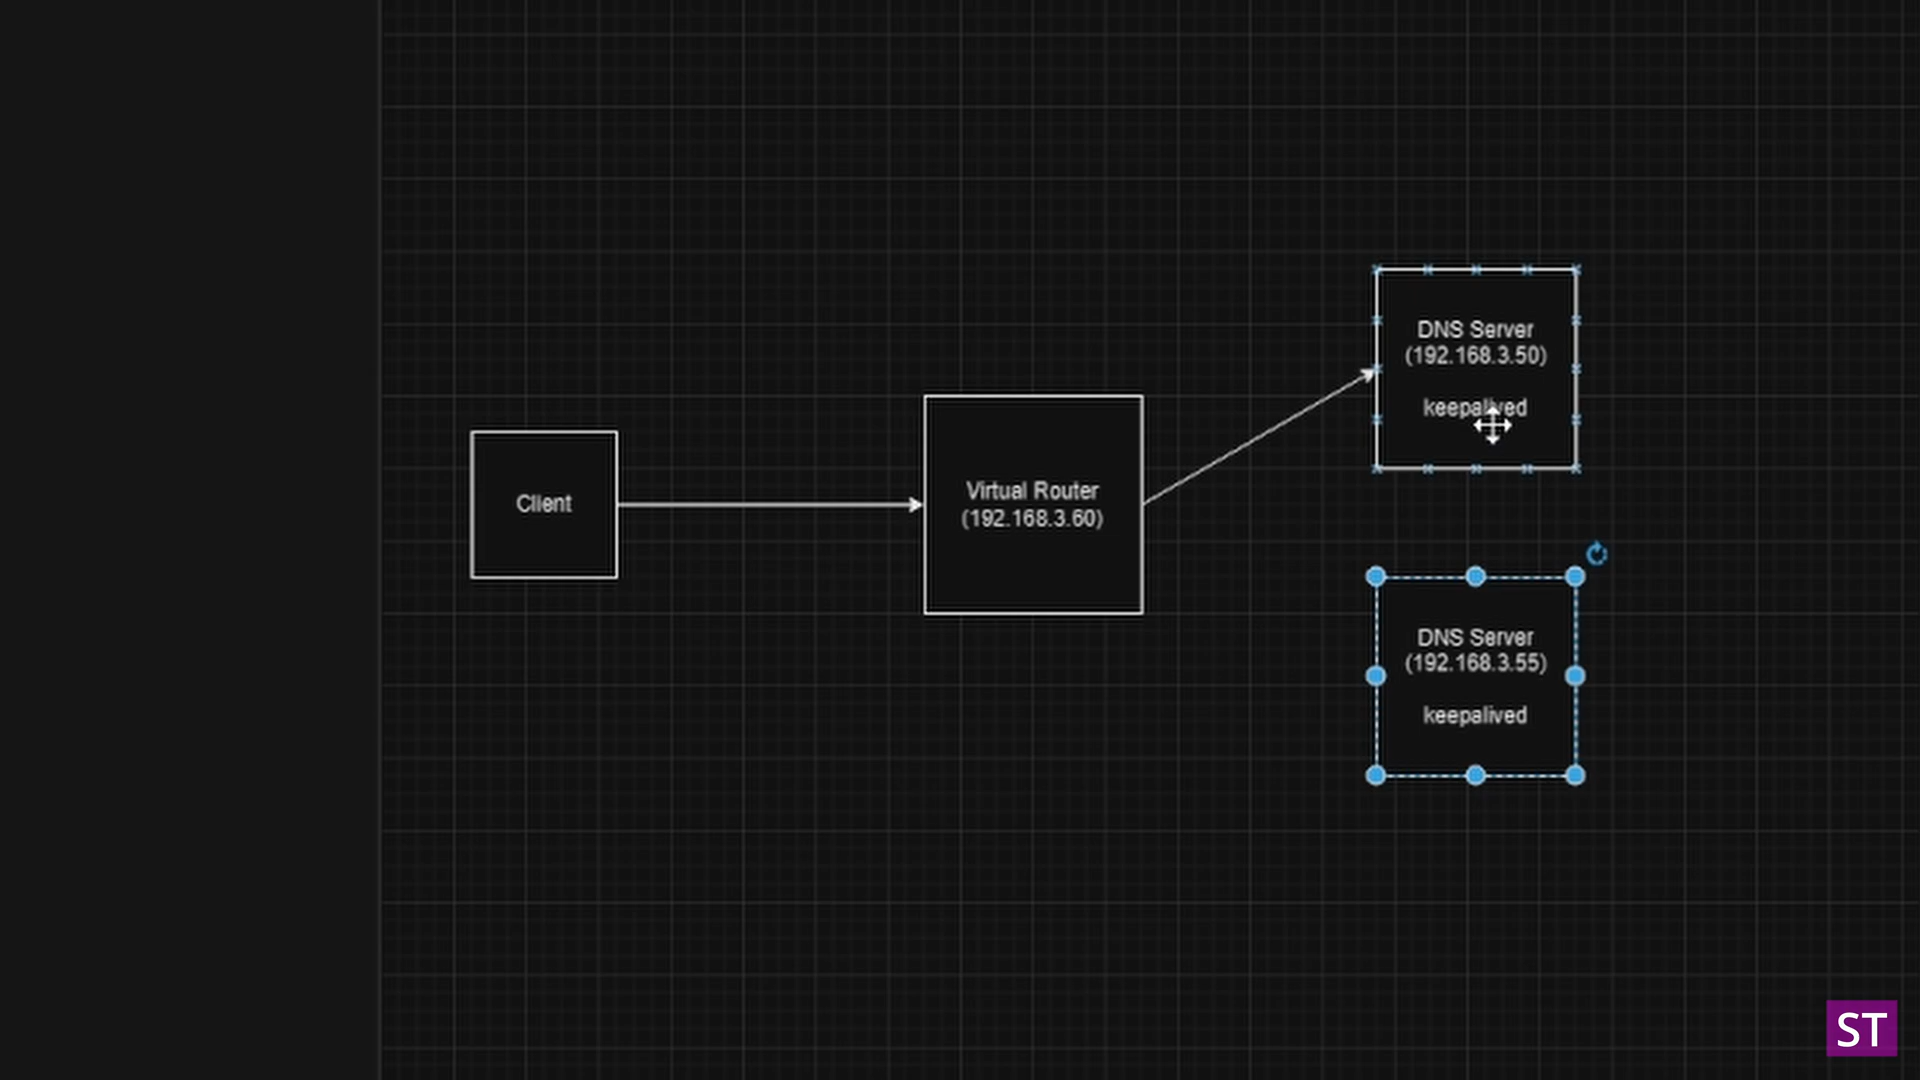 Client
Virtual Router
(192.168.3.60)
DNS Server
(192.168.3.50)
keepalived
DNS Server
(192.168.3.55)
keepalived
ST